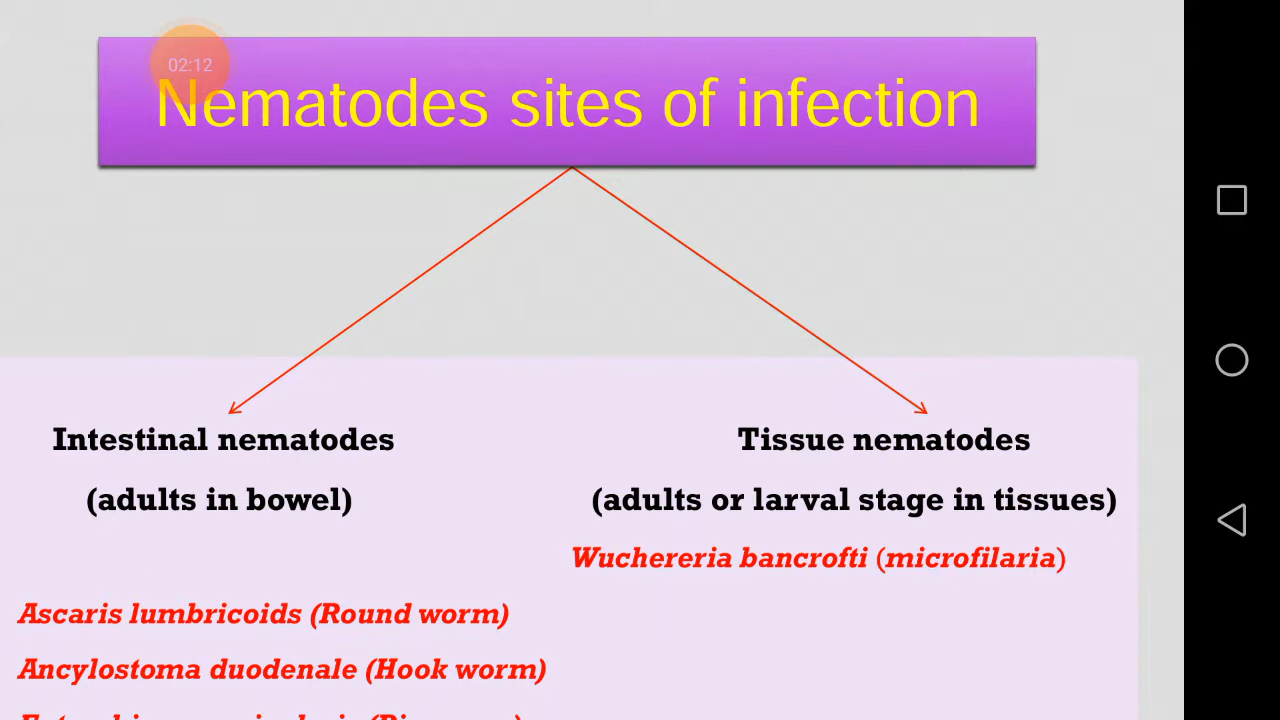 02:12
Nematodes sites of infection
Intestinal nematodes
(adults in bowel)
Tissue nematodes
(adults or larval stage in tissues)
Wuchereria bancrofti (microfilaria)
Ascaris lumbricoids (Round worm)
Ancylostoma duodenale (Hook worm)